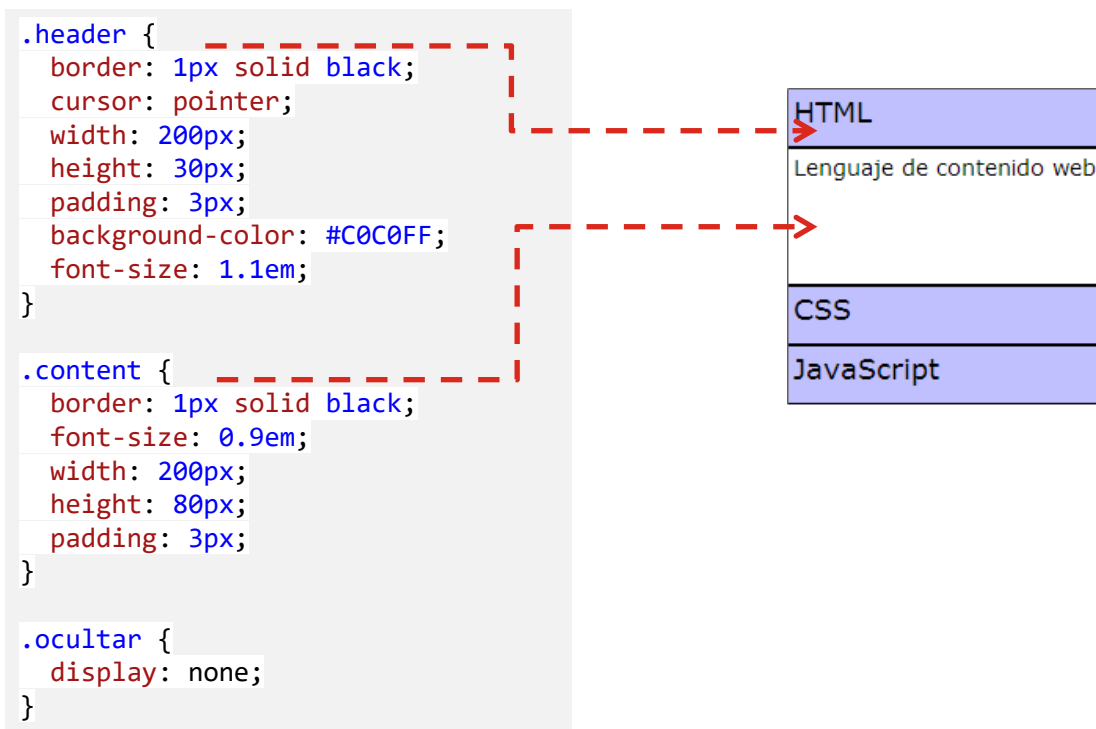 .header {
  border: 1px solid black;
  cursor: pointer;
  width: 200px;
  height: 30px;
  padding: 3px;
  background-color: #C0C0FF;
  font-size: 1.1em;
}
.content {
  border: 1px solid black;
  font-size: 0.9em;
  width: 200px;
  height: 80px;
  padding: 3px;
}
.ocultar {
  display: none;
}
HTML
Lenguaje de contenido web
CSS
JavaScript